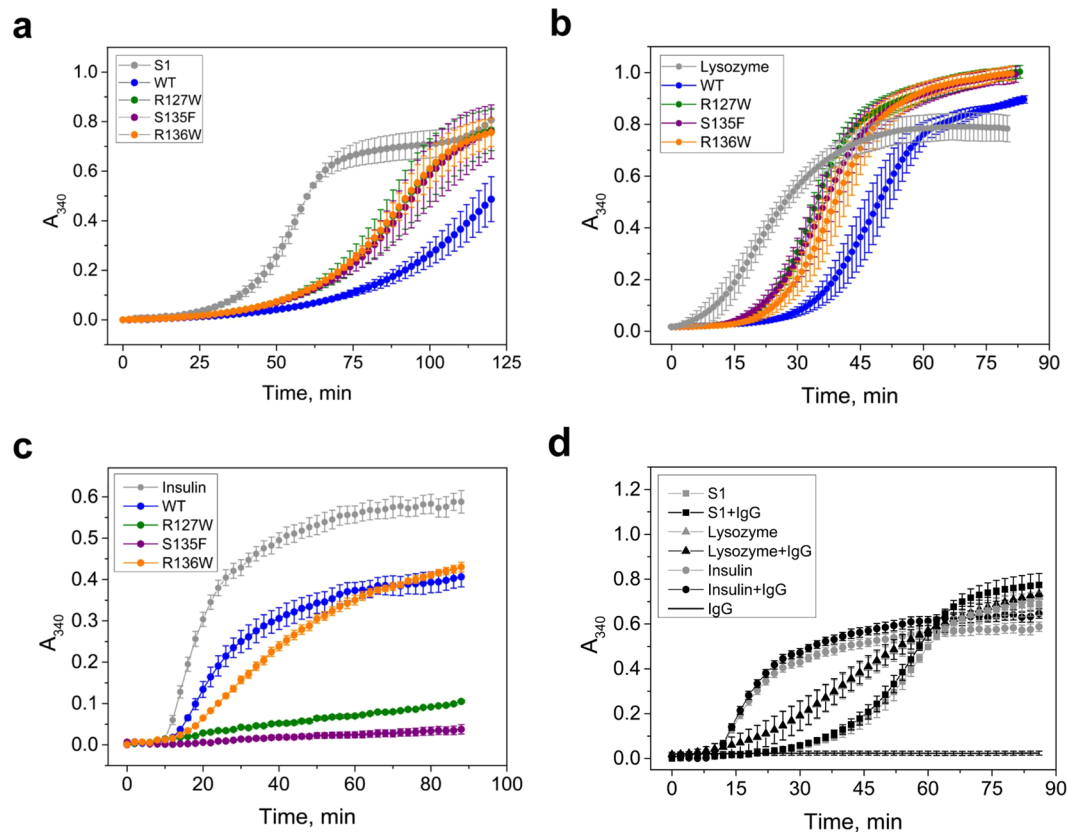 a
S1
WT
R127W
S135F
R136W
1.0
0.8
0.6
0.4
0.2
0.0
A340
0 25 50 75 100 125
Time, min
b
Lysozyme
WT
R127W
S135F
R136W
1.0
0.8
0.6
0.4
0.2
0.0
A340
0 15 30 45 60 75 90
Time, min
c
Insulin
WT
R127W
S135F
R136W
0.6
0.5
0.4
0.3
0.2
0.1
0.0
A340
0 20 40 60 80 100
Time, min
d
S1
S1+IgG
Lysozyme
Lysozyme+IgG
Insulin
Insulin+IgG
IgG
1.2
1.0
0.8
0.6
0.4
0.2
0.0
A340
0 15 30 45 60 75 90
Time, min